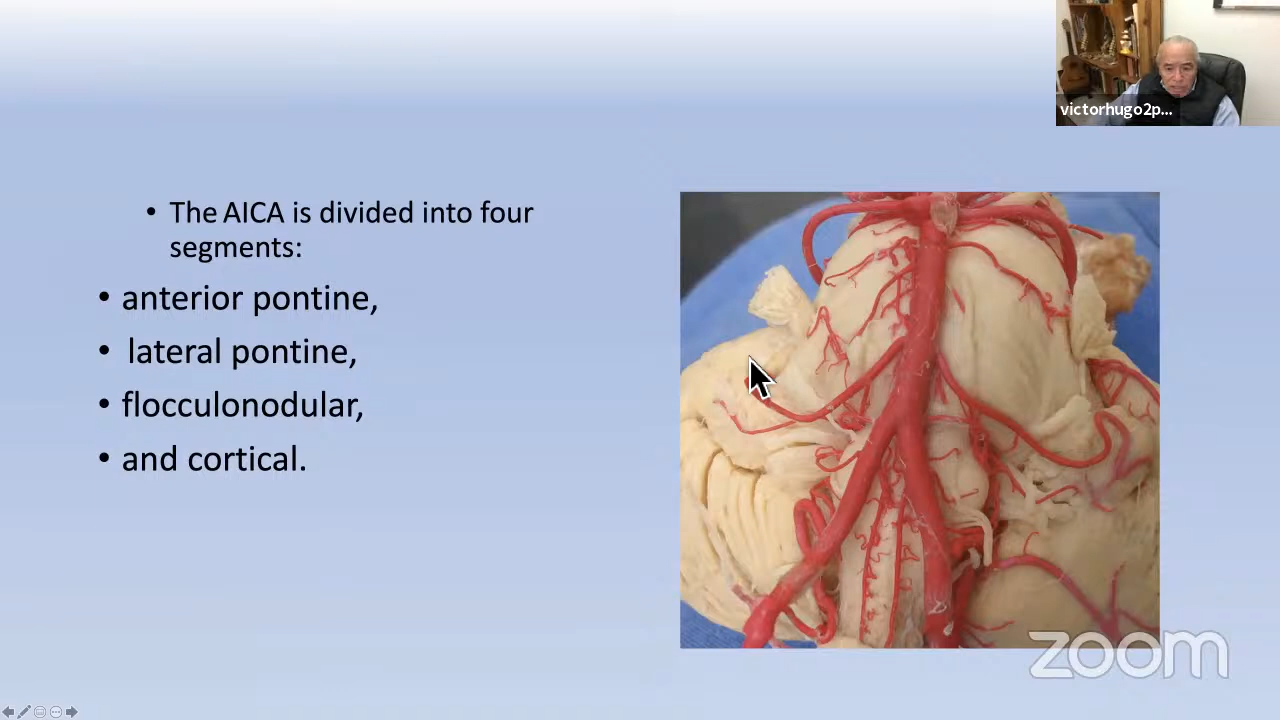 victorhugo2p...
• The AICA is divided into four
segments:
• anterior pontine,
• lateral pontine,
• flocculonodular,
• and cortical.
zoom